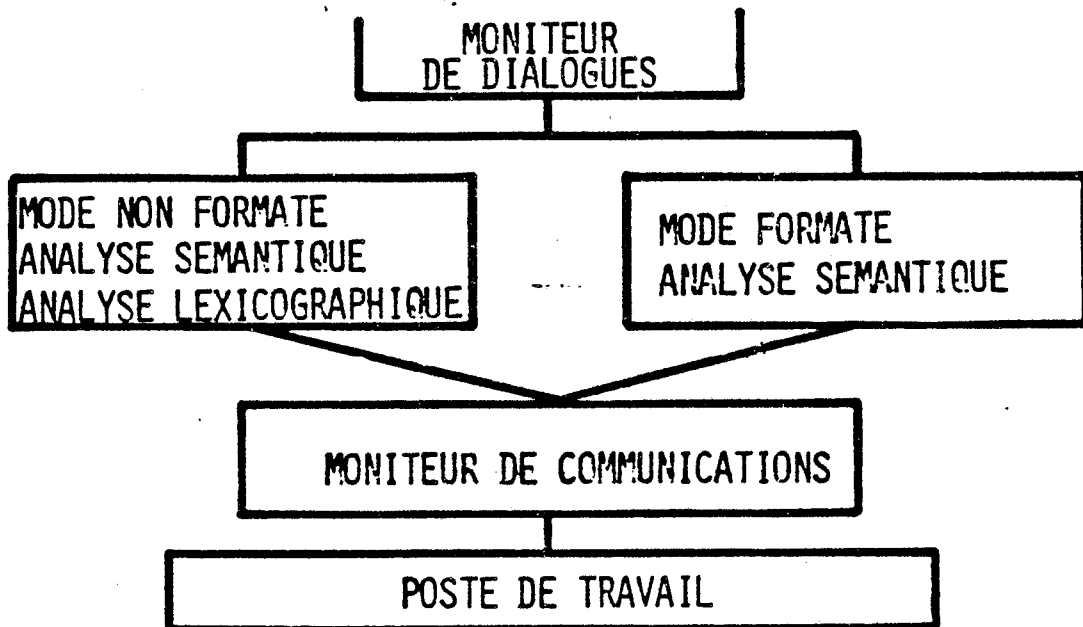 MONITEUR
DE DIALOGUES
MODE NON FORMATE
ANALYSE SEMANTIQUE
ANALYSE LEXICOGRAPHIQUE
MODE FORMATE
ANALYSE SEMANTIQUE
MONITEUR DE COMMUNICATIONS
POSTE DE TRAVAIL